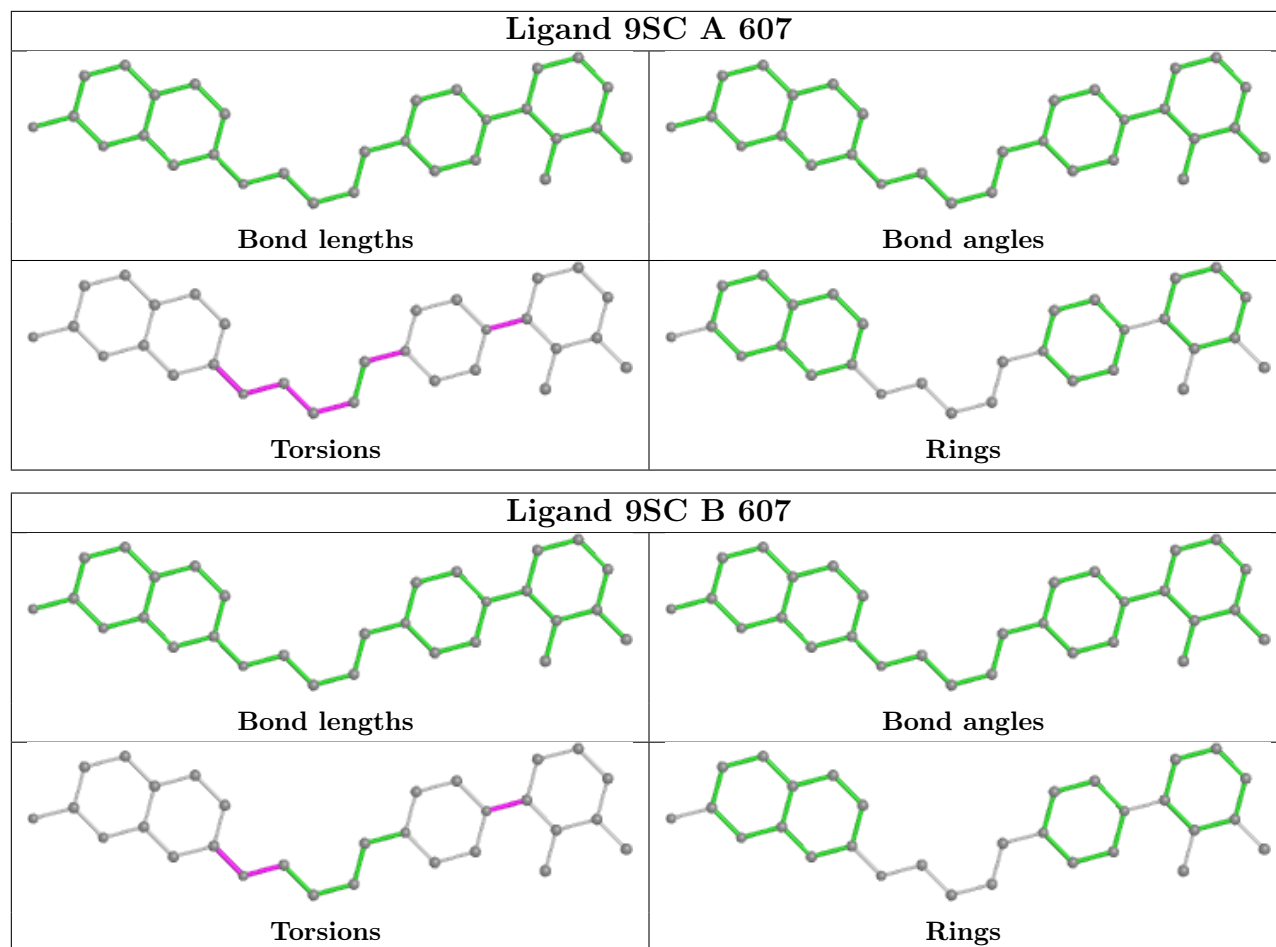 Ligand 9SC A 607
Bond lengths
Bond angles
Torsions
Rings
Ligand 9SC B 607
Bond lengths
Bond angles
Torsions
Rings